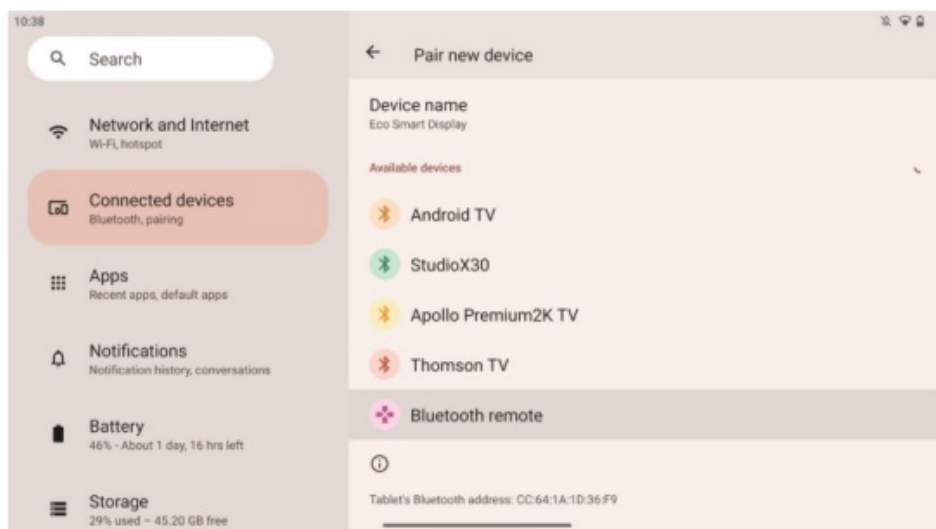 10:38
Search
Network and Internet
Wi-Fi, hotspot
Connected devices
Bluetooth, pairing
Apps
Recent apps, default apps
Notifications
Notification history, conversations
Battery
46% - About 1 day, 16 hrs left
Storage
29% used – 45.20 GB free
Pair new device
Device name
Eco Smart Display
Available devices
Android TV
StudioX30
Apollo Premium2K TV
Thomson TV
Bluetooth remote
Tablet's Bluetooth address: CC:64:1A:1D:36:F9